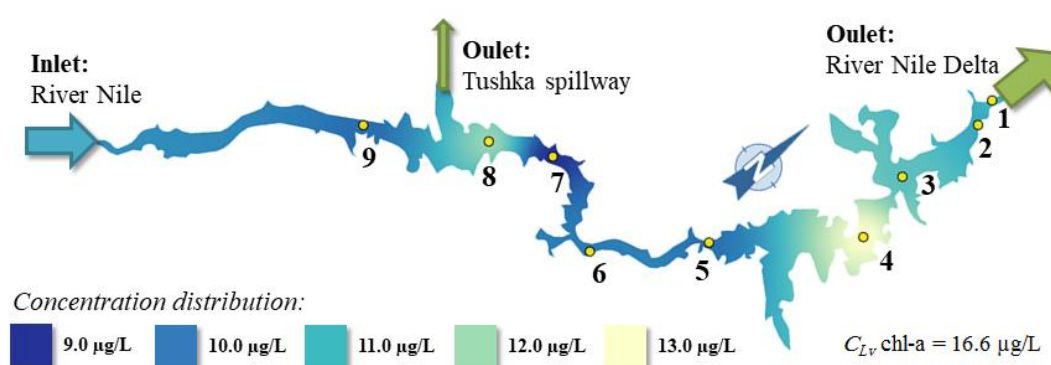 Inlet:
River Nile
Oulet:
Tushka spillway
Oulet:
River Nile Delta
1
2
3
4
5
6
7
8
9
N
Concentration distribution:
9.0 µg/L
10.0 µg/L
11.0 µg/L
12.0 µg/L
13.0 µg/L
C_Lv chl-a = 16.6 µg/L